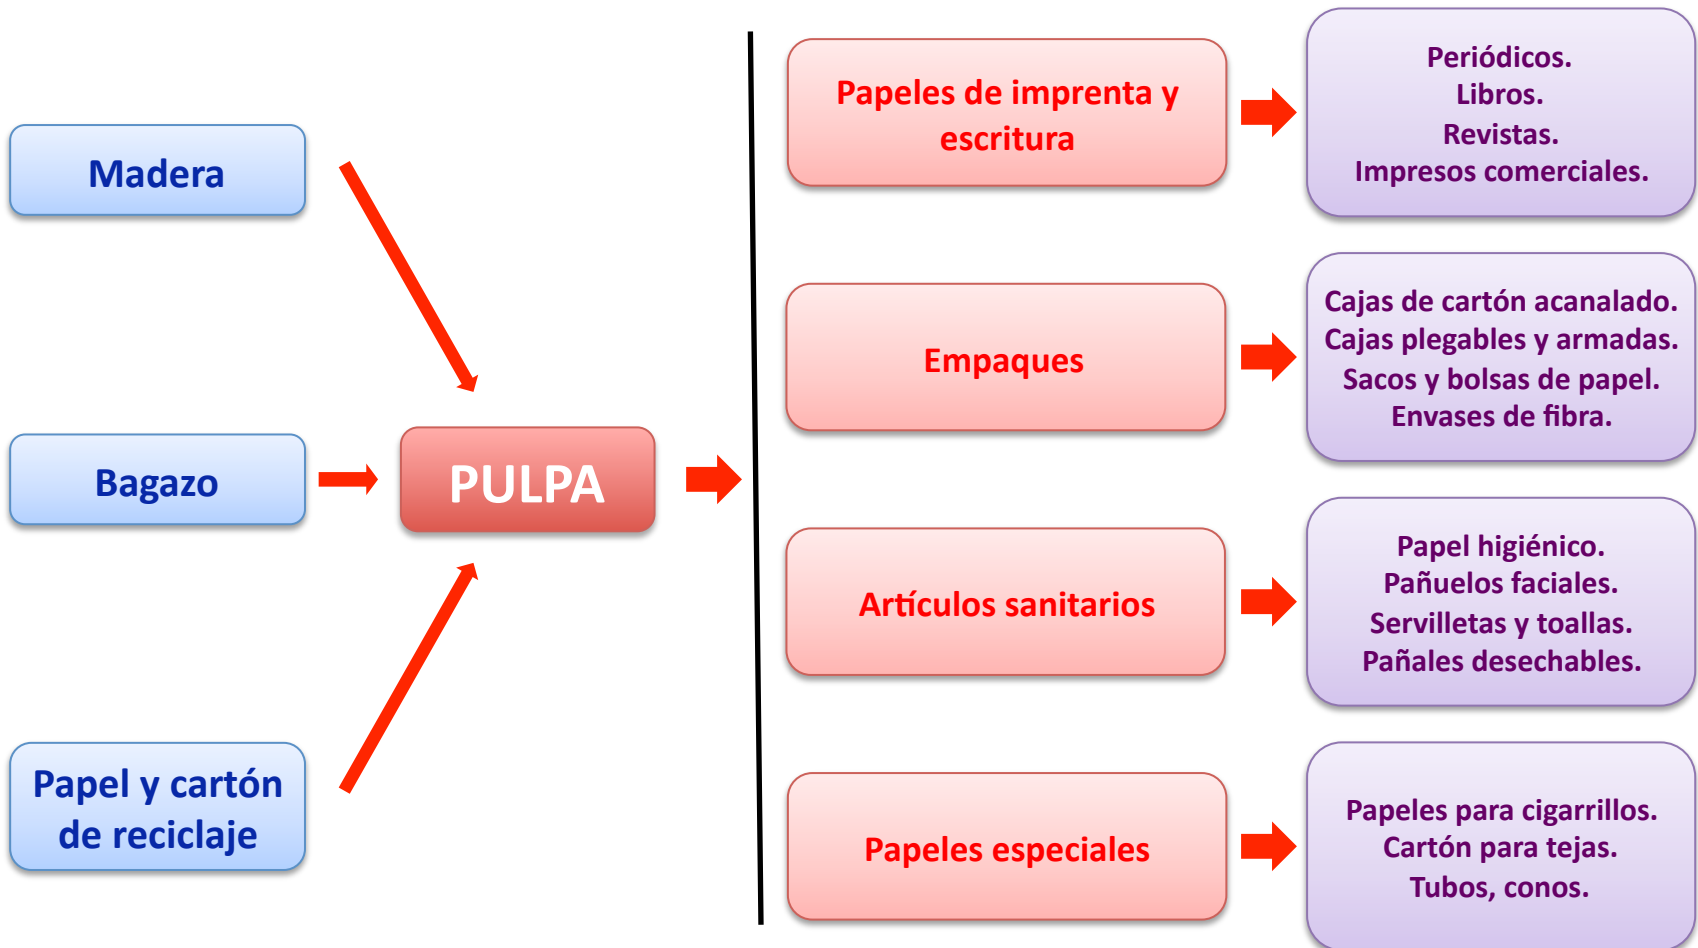 Madera
Bagazo
Papel y cartón
de reciclaje
PULPA
Papeles de imprenta y
escritura
Periódicos.
Libros.
Revistas.
Impresos comerciales.
Empaques
Cajas de cartón acanalado.
Cajas plegables y armadas.
Sacos y bolsas de papel.
Envases de fibra.
Artículos sanitarios
Papel higiénico.
Pañuelos faciales.
Servilletas y toallas.
Pañales desechables.
Papeles especiales
Papeles para cigarrillos.
Cartón para tejas.
Tubos, conos.